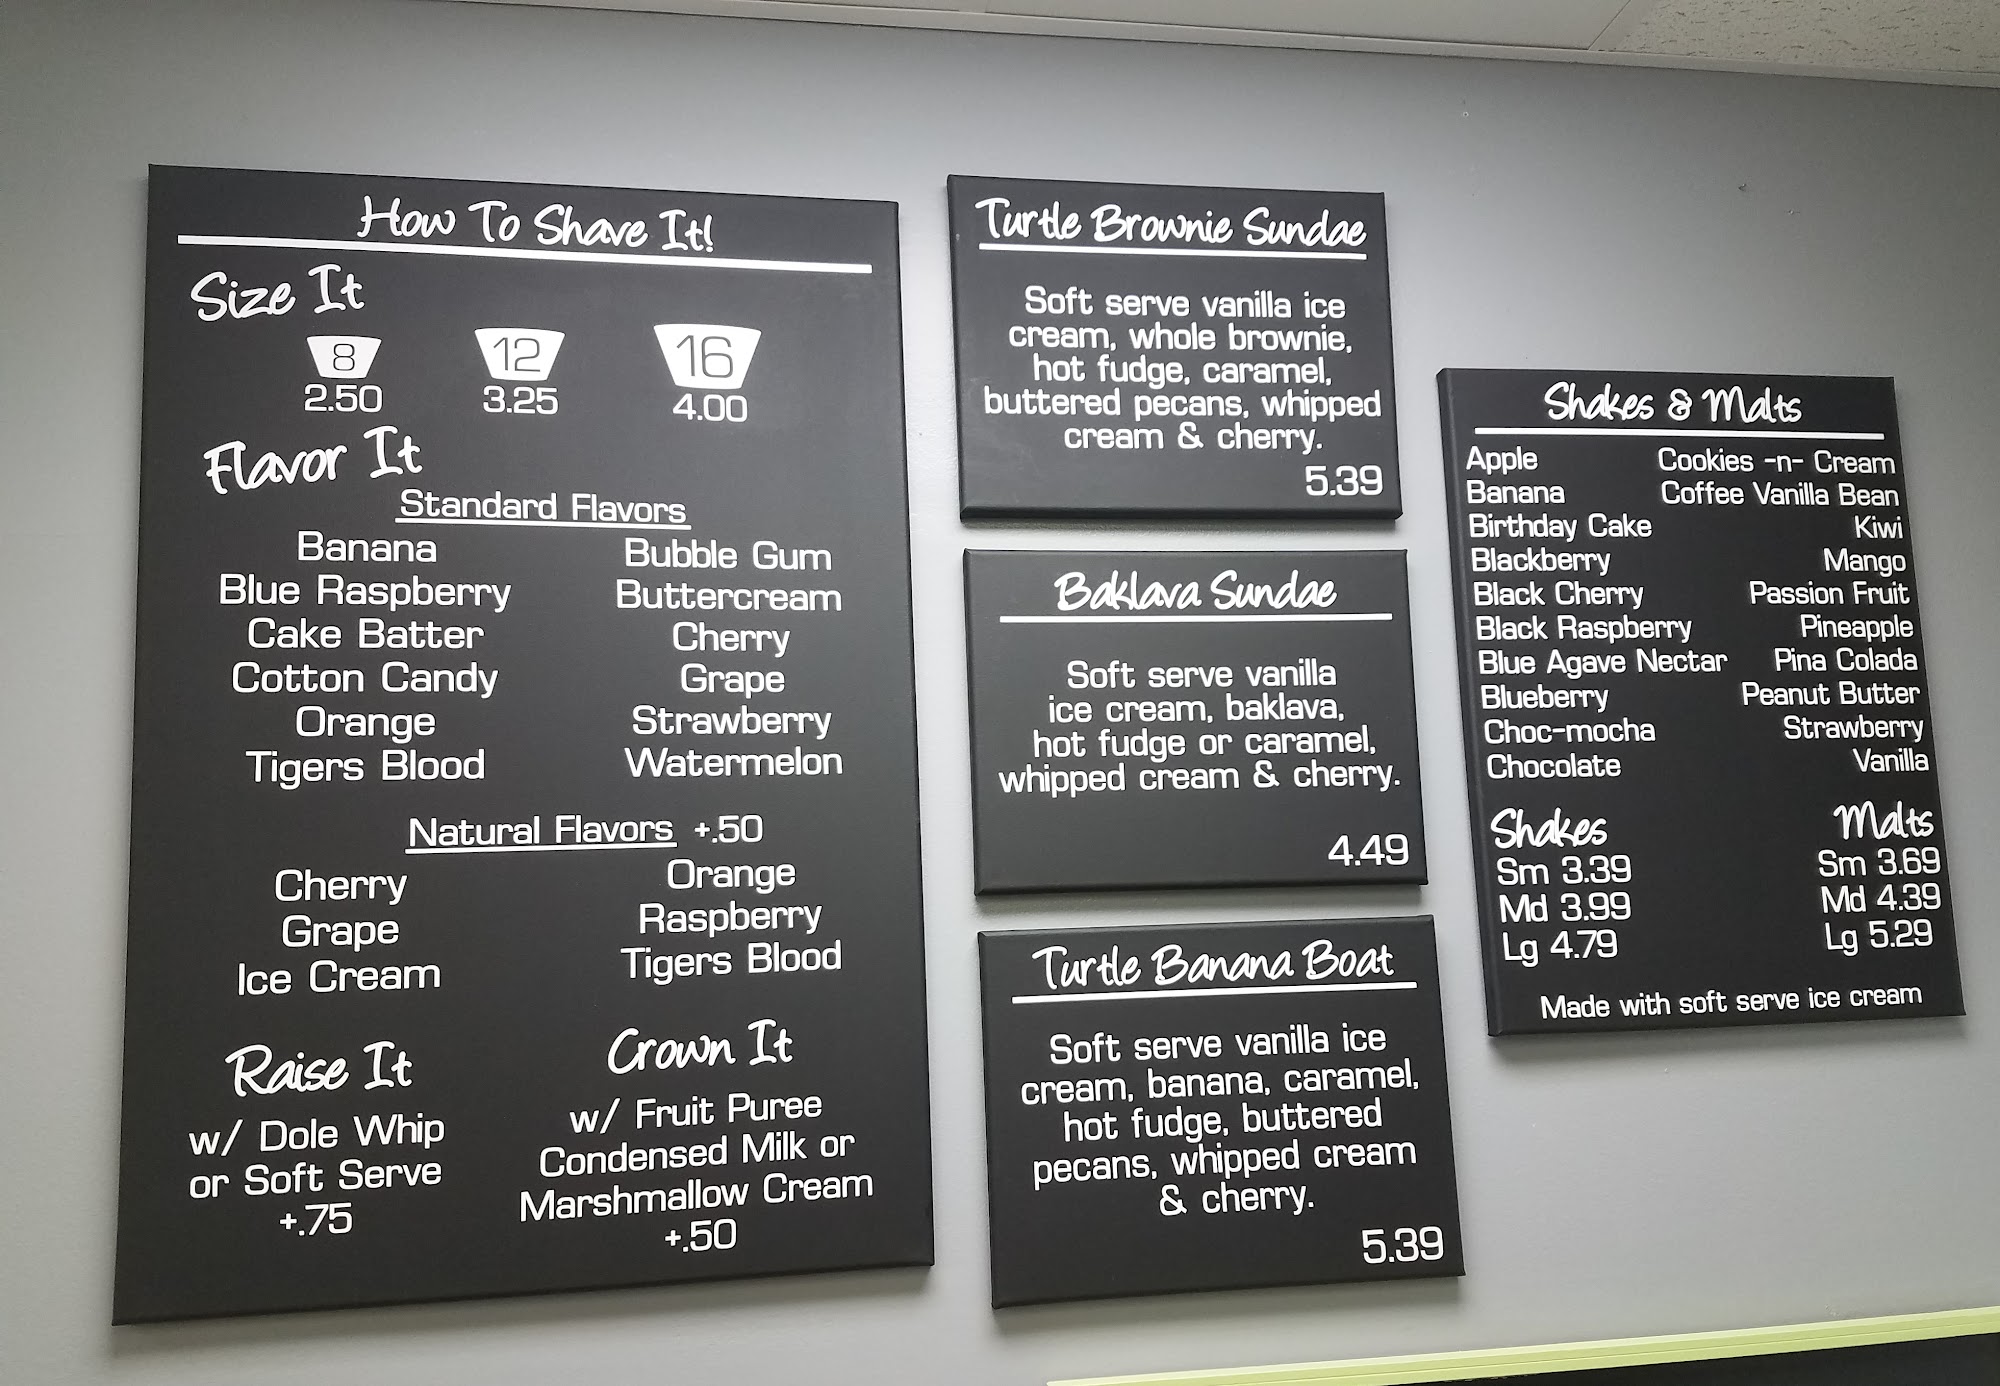 How To Shave It!
Size It
8 12 16
2.50 3.25 4.00
Flavor It
Standard Flavors
Banana Bubble Gum
Blue Raspberry Buttercream
Cake Batter Cherry
Cotton Candy Grape
Orange Strawberry
Tigers Blood Watermelon
Natural Flavors +.50
Cherry Orange
Grape Raspberry
Ice Cream Tigers Blood
Raise It
w/ Dole Whip
or Soft Serve
+.75
Crown It
w/ Fruit Puree
Condensed Milk or
Marshmallow Cream
+.50
Turtle Brownie Sundae
Soft serve vanilla ice
cream, whole brownie,
hot fudge, caramel,
buttered pecans, whipped
cream & cherry.
5.39
Baklava Sundae
Soft serve vanilla
ice cream, baklava,
hot fudge or caramel,
whipped cream & cherry.
4.49
Turtle Banana Boat
Soft serve vanilla ice
cream, banana, caramel,
hot fudge, buttered
pecans, whipped cream
& cherry.
5.39
Shakes & Malts
Apple Cookies -n- Cream
Banana Coffee Vanilla Bean
Birthday Cake Kiwi
Blackberry Mango
Black Cherry Passion Fruit
Black Raspberry Pineapple
Blue Agave Nectar Pina Colada
Blueberry Peanut Butter
Choc-mocha Strawberry
Chocolate Vanilla
Shakes Malts
Sm 3.39 Sm 3.69
Md 3.99 Md 4.39
Lg 4.79 Lg 5.29
Made with soft serve ice cream